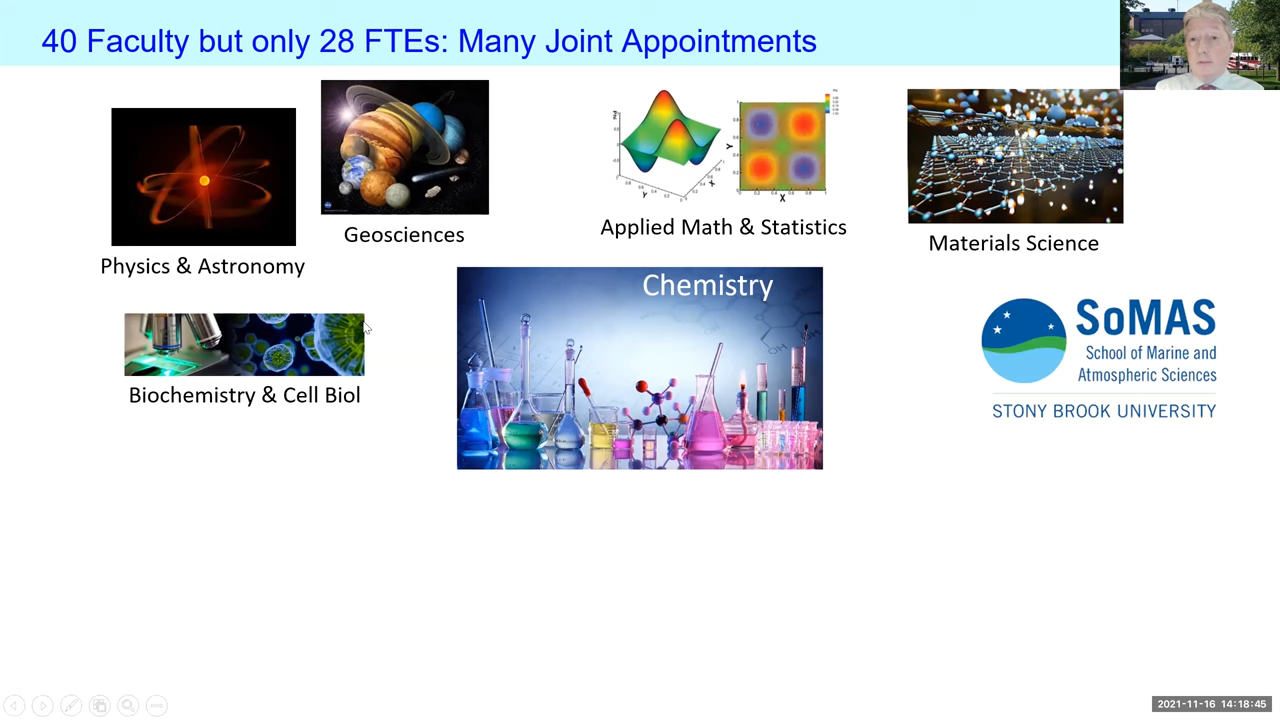 40 Faculty but only 28 FTEs: Many Joint Appointments
Physics & Astronomy
Geosciences
Applied Math & Statistics
Materials Science
Biochemistry & Cell Biol
Chemistry
SoMAS
School of Marine and
Atmospheric Sciences
STONY BROOK UNIVERSITY
2021-11-16 14:18:45